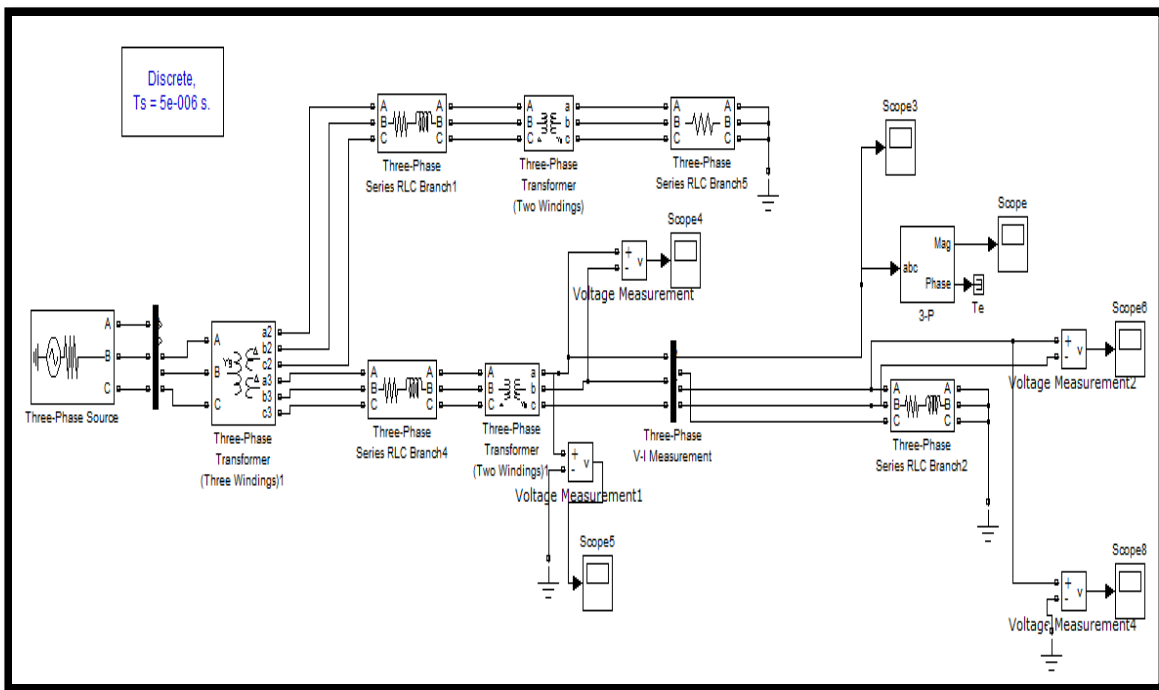 Discrete,
Ts = 5e-006 s.
A A
B B
C C
Three-Phase
Series RLC Branch1
A a
B b
C c
Three-Phase
Transformer
(Two Windings)
A A
B B
C C
Three-Phase
Series RLC Branch5
Scope3
Scope4
+
-
v
Voltage Measurement
Scope
abc
Mag
Phase
3-P
Te
A
B
C
Three-Phase Source
A
B
C
Yg
a2
b2
c2
a3
b3
c3
Three-Phase
Transformer
(Three Windings)1
A A
B B
C C
Three-Phase
Series RLC Branch4
A a
B b
C c
Three-Phase
Transformer
(Two Windings)1
Three-Phase
V-I Measurement
+
-
v
Voltage Measurement1
Scope5
A A
B B
C C
Three-Phase
Series RLC Branch2
Scope6
+
-
v
Voltage Measurement2
Scope8
+
-
v
Voltage Measurement4